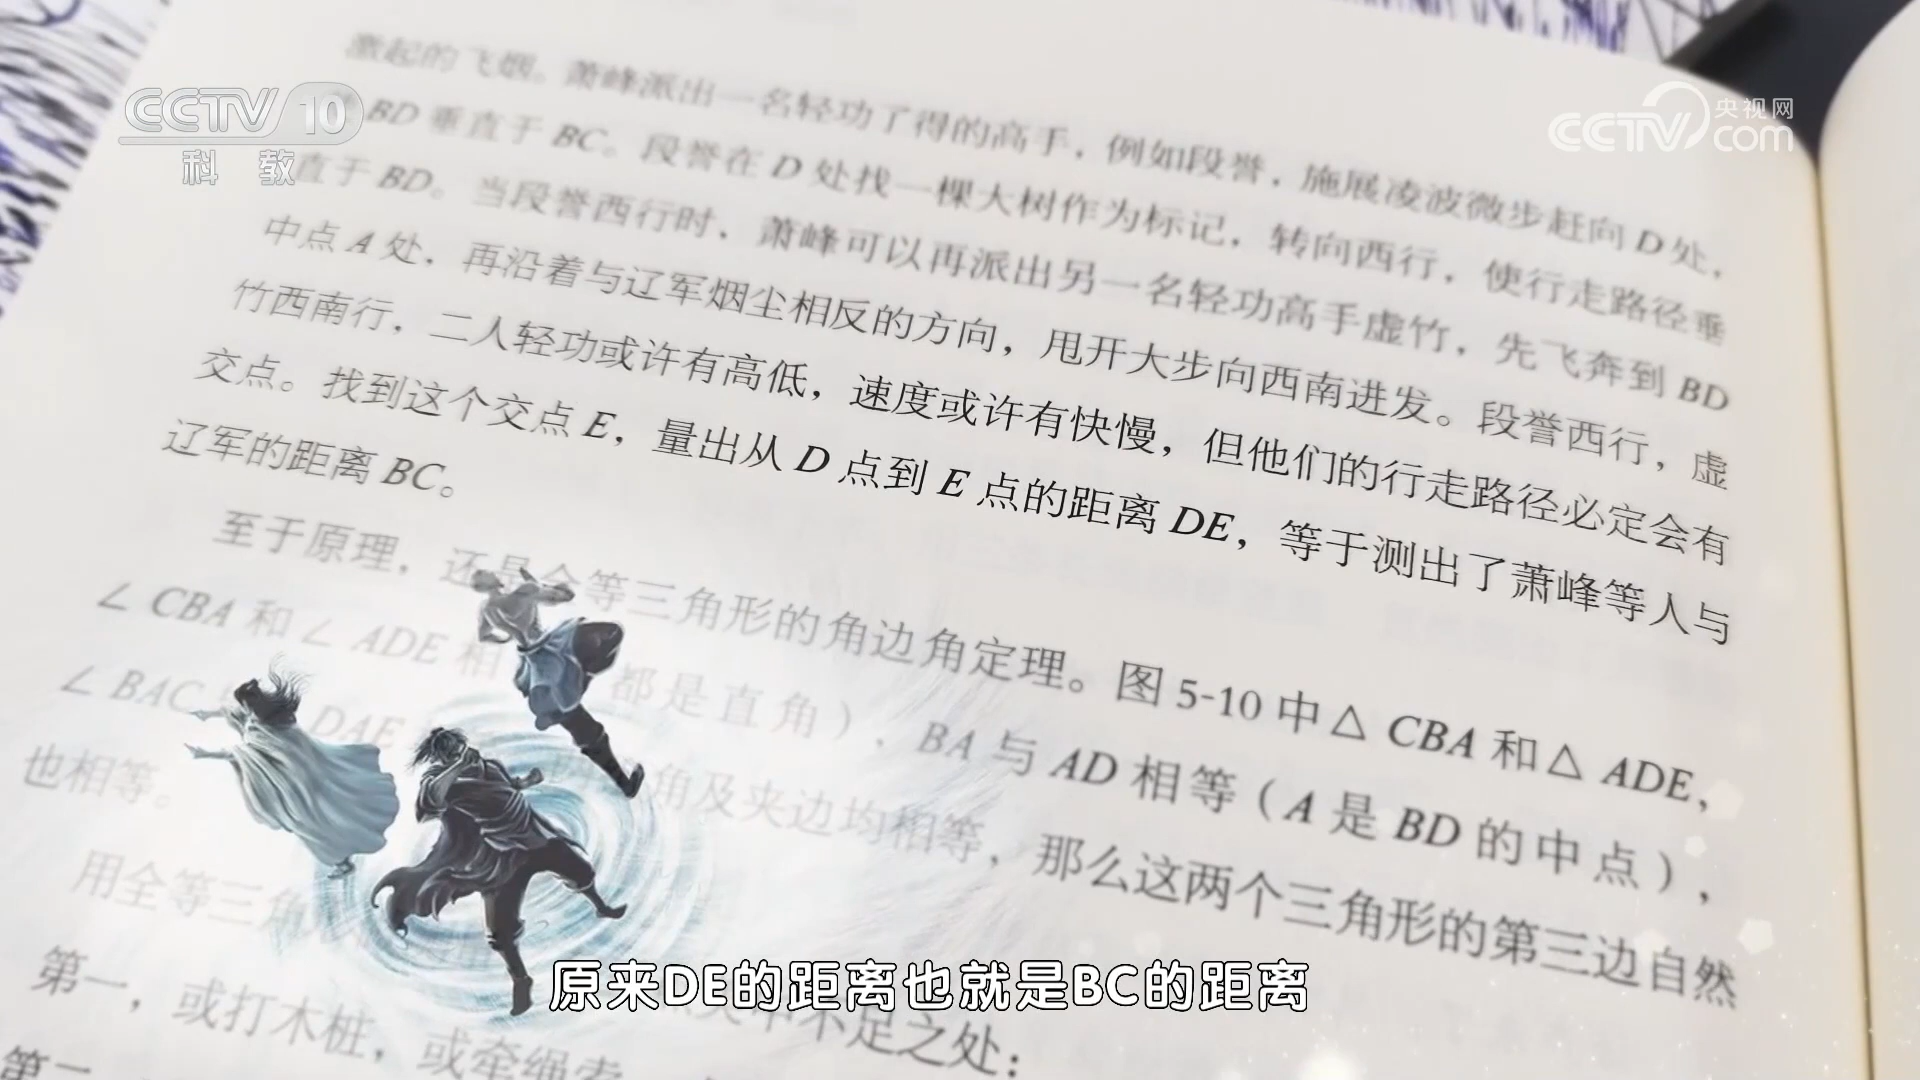 激起的飞烟。萧峰派出一名轻功了得的高手，例如段誉，施展凌波微步赶向D处，
CCTV 10
科教
央视网
CCTV.com
BD垂直于BC。段誉在D处找一棵大树作为标记，转向西行，使行走路径垂
直于BD。当段誉西行时，萧峰可以再派出另一名轻功高手虚竹，先飞奔到BD
中点A处，再沿着与辽军烟尘相反的方向，甩开大步向西南进发。段誉西行，虚
竹西南行，二人轻功或许有高低，速度或许有快慢，但他们的行走路径必定会有
交点。找到这个交点E，量出从D点到E点的距离DE，等于测出了萧峰等人与
辽军的距离BC。
至于原理，还是全等三角形的角边角定理。图5-10中△CBA和△ADE，
∠CBA和∠ADE相 都是直角），BA与AD相等（A是BD的中点），
∠BAC DAE 角及夹边均相等，那么这两个三角形的第三边自然
也相等。
用全等三角 不足之处：
第一，或打木桩，或牵绳索
第二
原来DE的距离也就是BC的距离